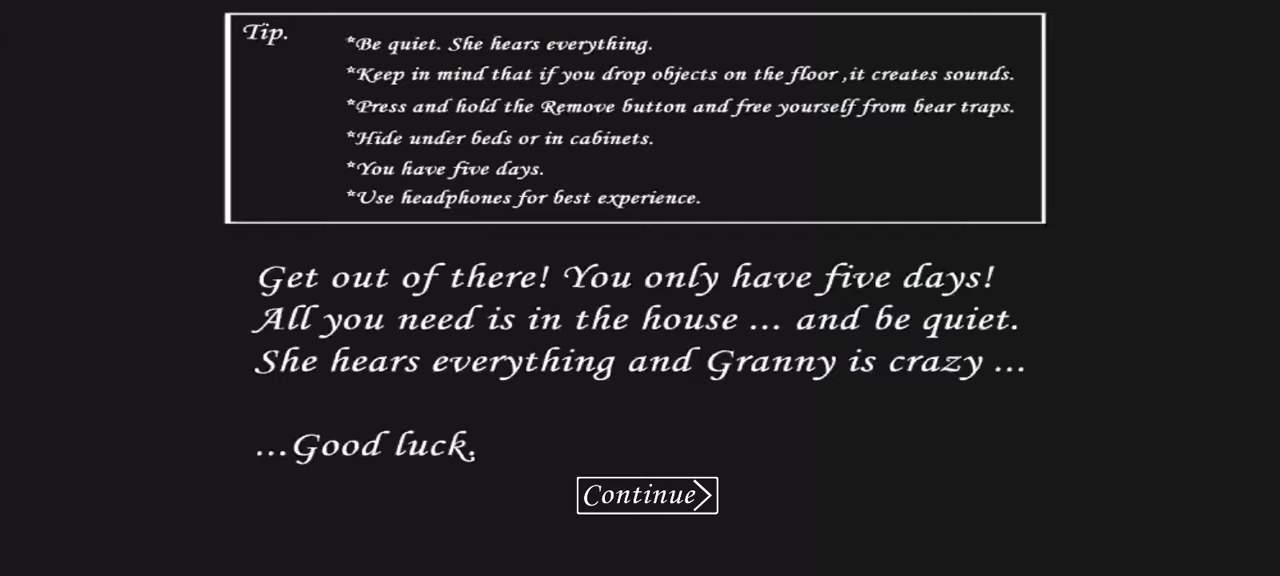 Tip.
*Be quiet. She hears everything.
*Keep in mind that if you drop objects on the floor ,it creates sounds.
*Press and hold the Remove button and free yourself from bear traps.
*Hide under beds or in cabinets.
*You have five days.
*Use headphones for best experience.
Get out of there! You only have five days!
All you need is in the house ... and be quiet.
She hears everything and Granny is crazy ...
...Good luck.
Continue